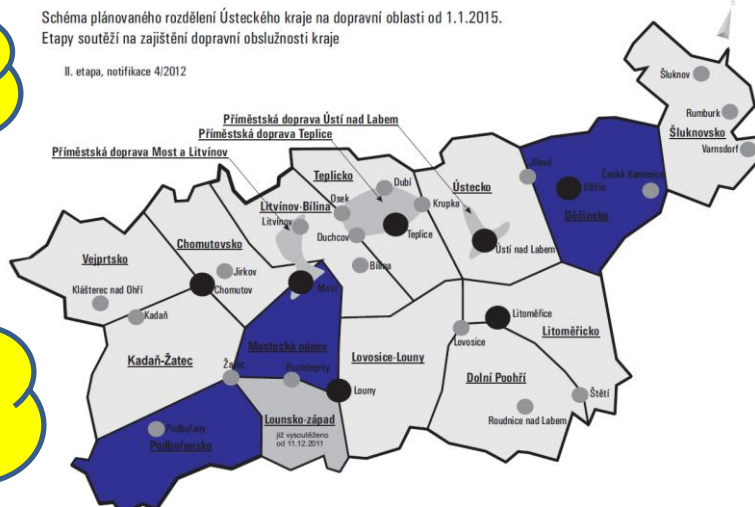 Schéma plánovaného rozdělení Ústeckého kraje na dopravní oblasti od 1.1.2015.
Etapy soutěží na zajištění dopravní obslužnosti kraje
II. etapa, notifikace 4/2012
Šluknov
Rumburk
Šluknovsko
Varnsdorf
Příměstská doprava Ústí nad Labem
Příměstská doprava Teplice
Příměstská doprava Most a Litvínov
Teplicko
Jílové
Česká Kamenice
Děčín
Děčínsko
Ústecko
Dubí
Osek
Krupka
Litvínov-Bílina
Litvínov
Duchcov
Teplice
Ústí nad Labem
Bílina
Chomutovsko
Jirkov
Chomutov
Most
Vejprtsko
Klášterec nad Ohří
Kadaň
Litoměřice
Litoměřicko
Lovosice
Kadaň-Žatec
Mostecká pánev
Lovosice-Louny
Žatec
Postoloprty
Louny
Dolní Poohří
Štětí
Roudnice nad Labem
Lounsko-západ
již vysoutěženo
od 11.12.2011
Podbořany
Podbořansko